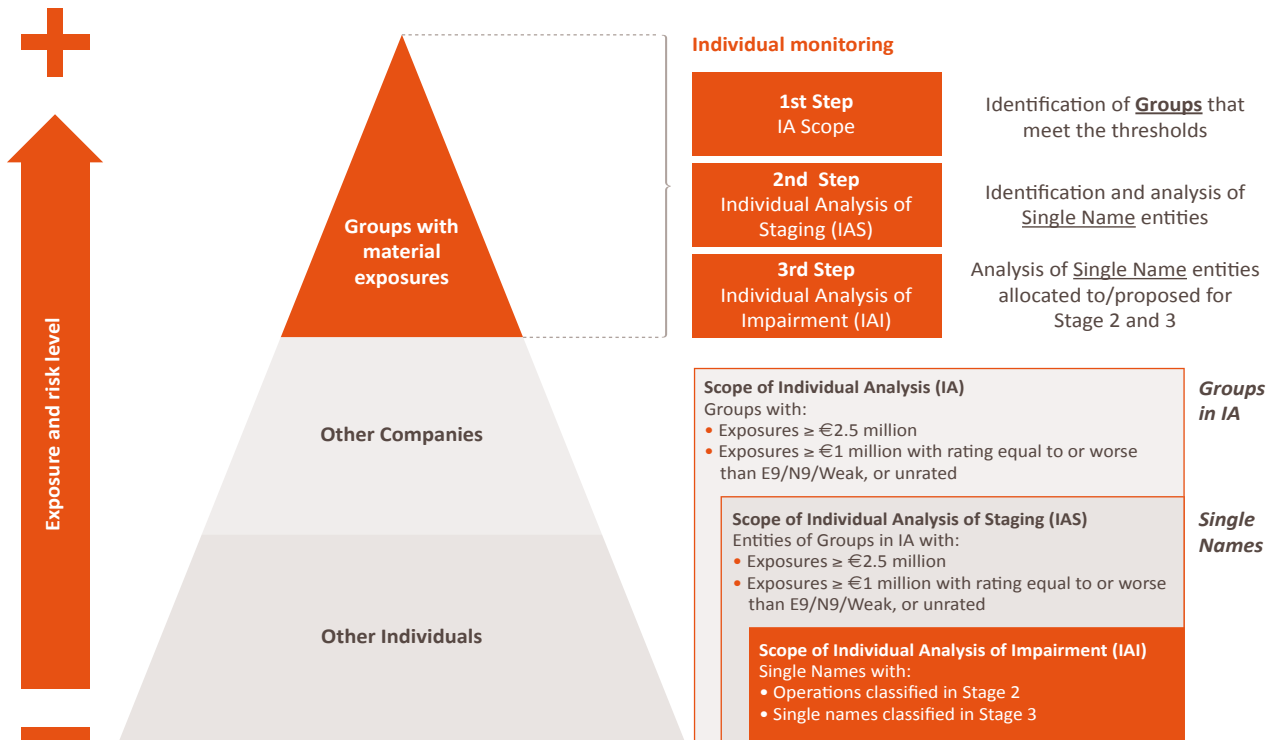 Individual monitoring
1st Step
IA Scope
Identification of Groups that
meet the thresholds
2nd Step
Individual Analysis of
Staging (IAS)
Identification and analysis of
Single Name entities
3rd Step
Individual Analysis of
Impairment (IAI)
Analysis of Single Name entities
allocated to/proposed for
Stage 2 and 3
Groups with
material
exposures
Other Companies
Other Individuals
Exposure and risk level
Scope of Individual Analysis (IA)
Groups with:
• Exposures ≥ €2.5 million
• Exposures ≥ €1 million with rating equal to or worse
than E9/N9/Weak, or unrated
Groups
in IA
Scope of Individual Analysis of Staging (IAS)
Entities of Groups in IA with:
• Exposures ≥ €2.5 million
• Exposures ≥ €1 million with rating equal to or worse
than E9/N9/Weak, or unrated
Single
Names
Scope of Individual Analysis of Impairment (IAI)
Single Names with:
• Operations classified in Stage 2
• Single names classified in Stage 3